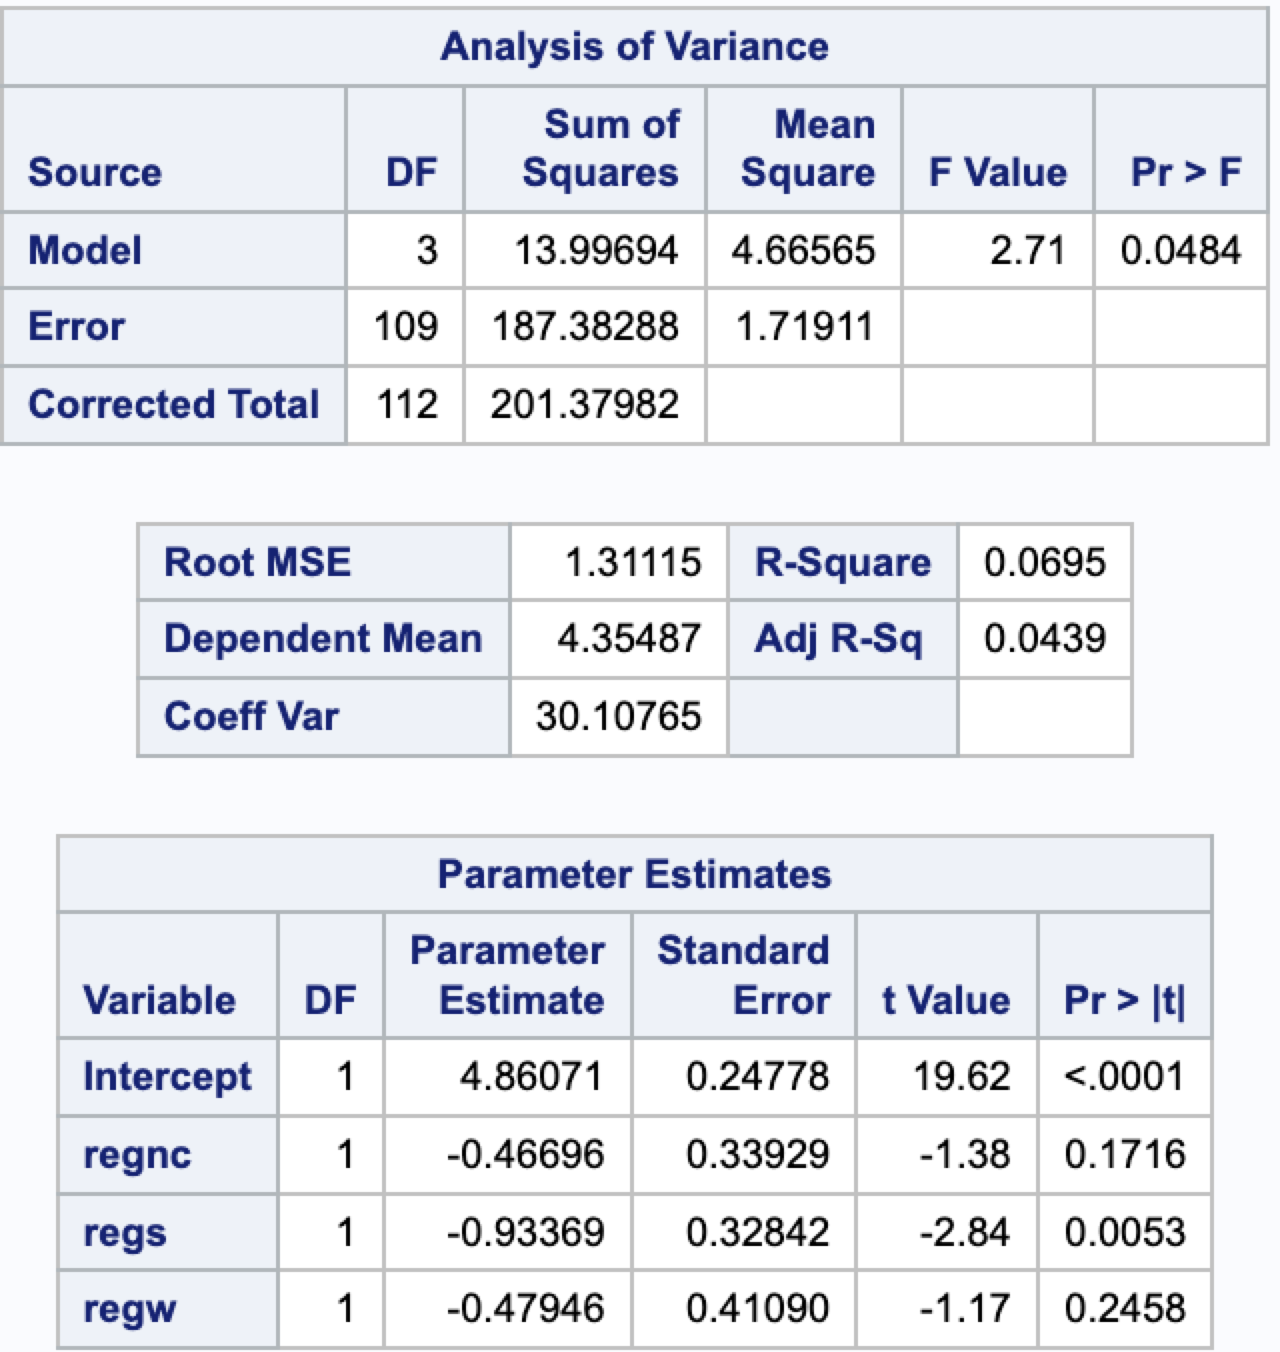 Analysis of Variance
Source DF Sum of Squares Mean Square F Value Pr > F
Model 3 13.99694 4.66565 2.71 0.0484
Error 109 187.38288 1.71911
Corrected Total 112 201.37982
Root MSE 1.31115 R-Square 0.0695
Dependent Mean 4.35487 Adj R-Sq 0.0439
Coeff Var 30.10765
Parameter Estimates
Variable DF Parameter Estimate Standard Error t Value Pr > |t|
Intercept 1 4.86071 0.24778 19.62 <.0001
regnc 1 -0.46696 0.33929 -1.38 0.1716
regs 1 -0.93369 0.32842 -2.84 0.0053
regw 1 -0.47946 0.41090 -1.17 0.2458